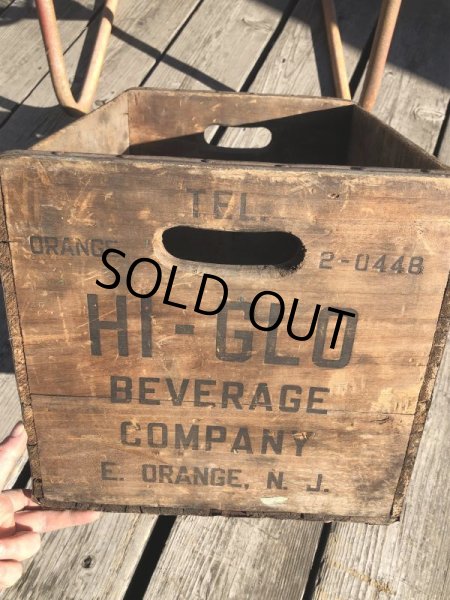 TEL.
ORANGE 2-0448
HI-GLO
BEVERAGE
COMPANY
E. ORANGE, N. J.
SOLD OUT